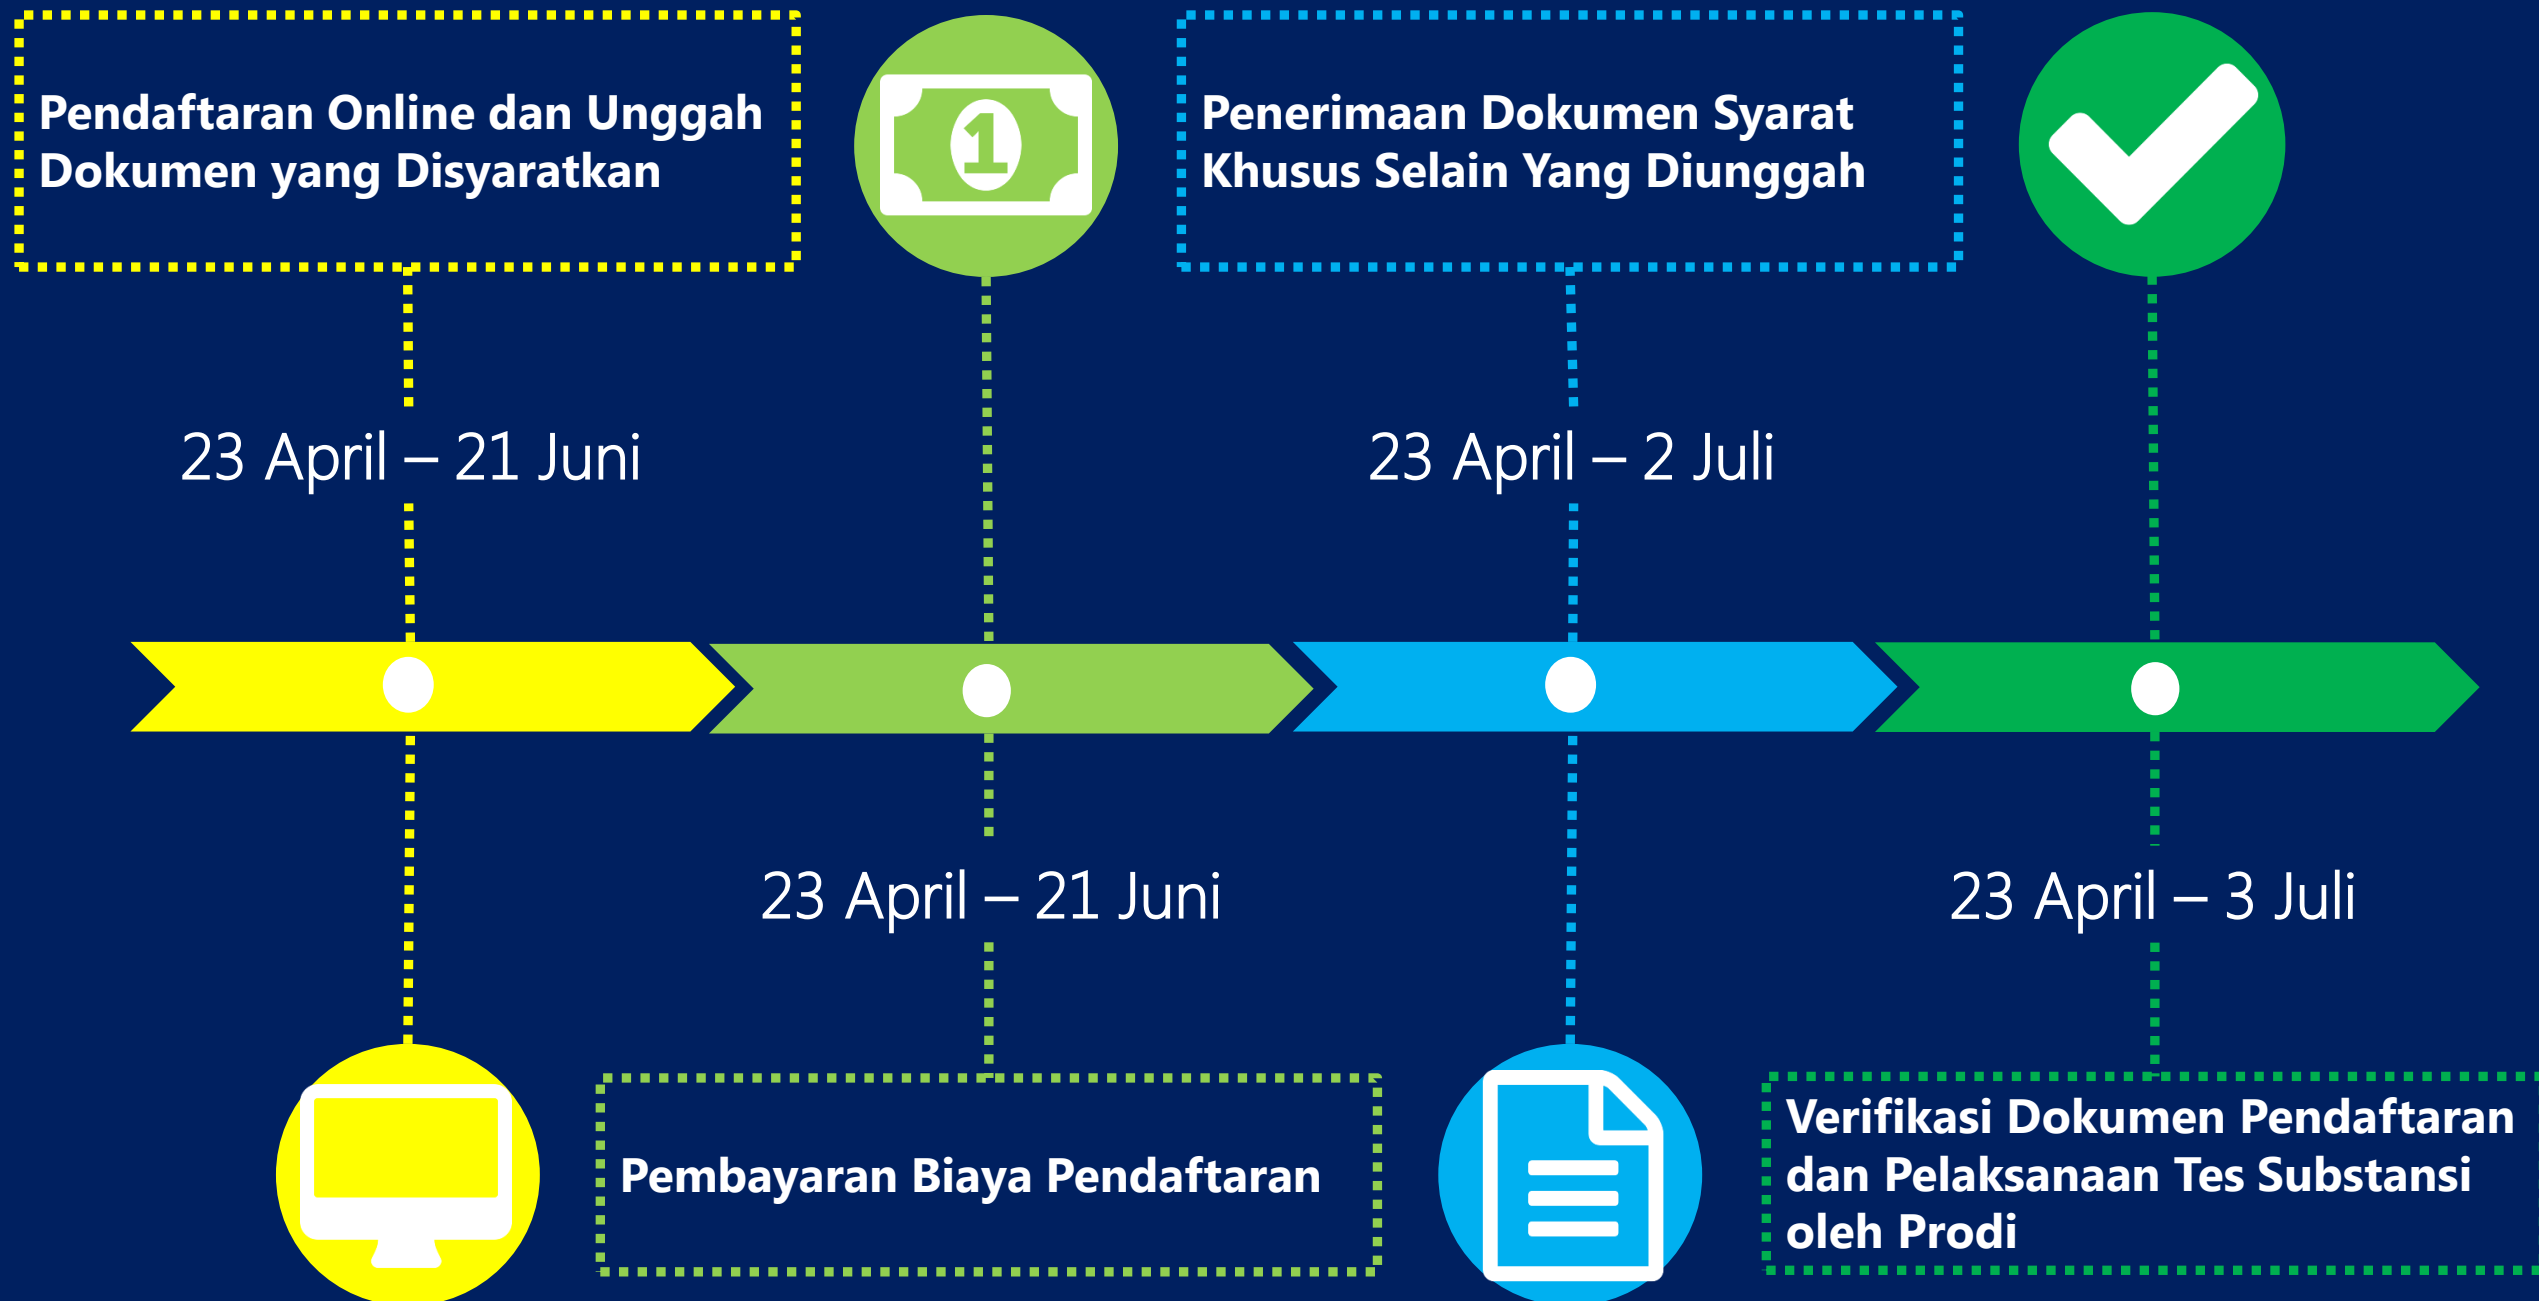 Pendaftaran Online dan Unggah
Dokumen yang Disyaratkan
23 April – 21 Juni
1
23 April – 21 Juni
Pembayaran Biaya Pendaftaran
Penerimaan Dokumen Syarat
Khusus Selain Yang Diunggah
23 April – 2 Juli
23 April – 3 Juli
Verifikasi Dokumen Pendaftaran
dan Pelaksanaan Tes Substansi
oleh Prodi